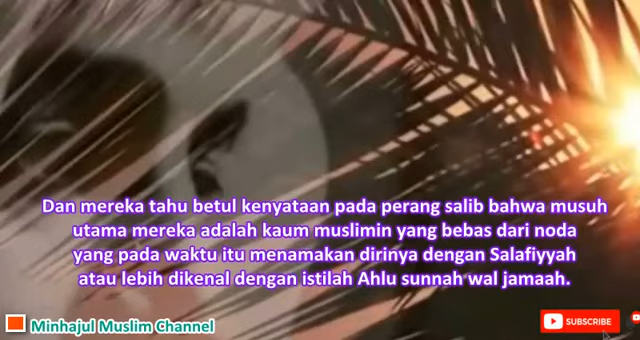 Dan mereka tahu betul kenyataan pada perang salib bahwa musuh
utama mereka adalah kaum muslimin yang bebas dari noda
yang pada waktu itu menamakan dirinya dengan Salafiyyah
atau lebih dikenal dengan istilah Ahlu sunnah wal jamaah.
Minhajul Muslim Channel
SUBSCRIBE